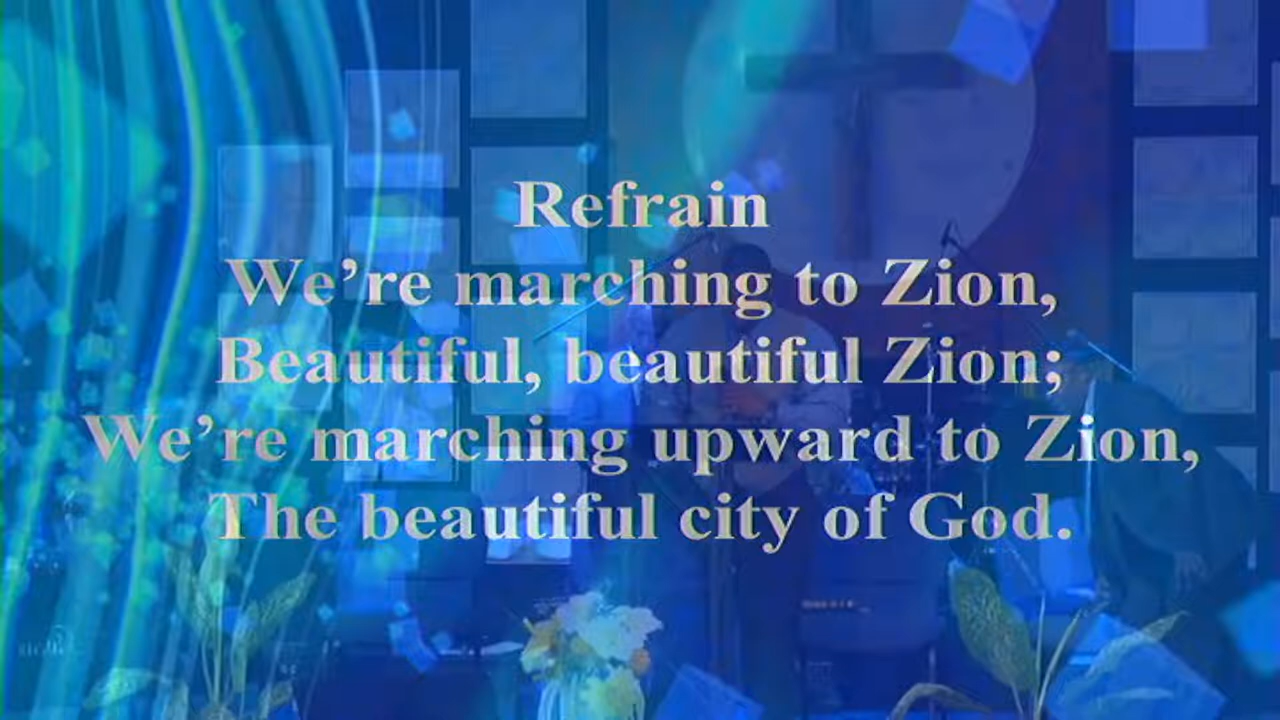 Refrain
We’re marching to Zion,
Beautiful, beautiful Zion;
We’re marching upward to Zion,
The beautiful city of God.